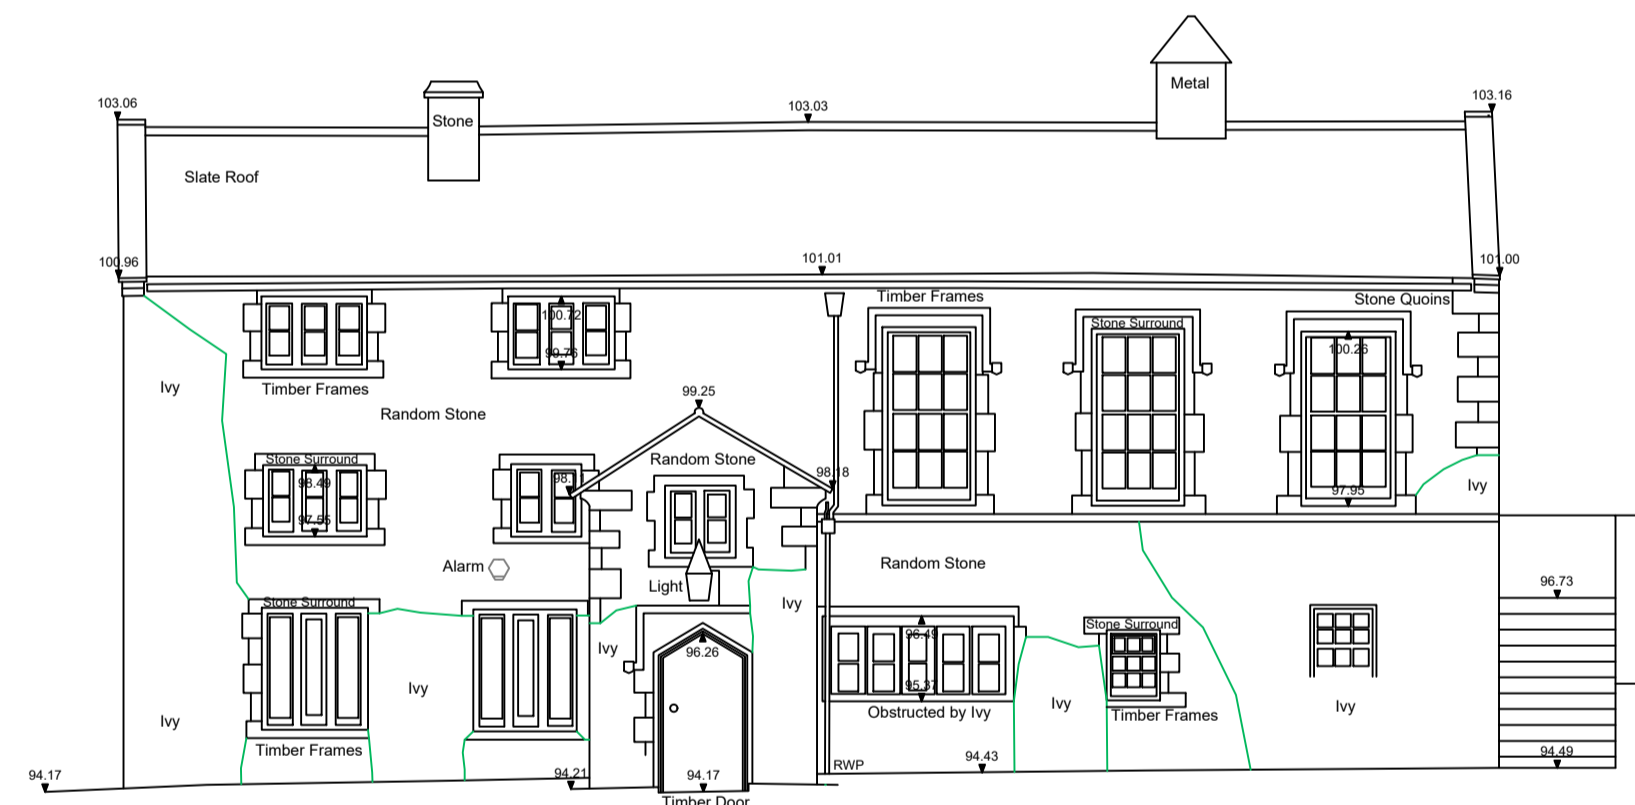 Metal
103.06
103.03
103.16
Stone
Slate Roof
100.96
101.01
101.00
Timber Frames
Stone Quoins
100.72
Stone Surround
99.76
100.26
Ivy
Timber Frames
99.25
Random Stone
Stone Surround
Random Stone
98.18
98.49
97.95
Ivy
97.55
Alarm
Random Stone
Light
96.73
Stone Surround
Ivy
Stone Surround
96.49
Ivy
96.26
Ivy
95.37
Ivy
Ivy
Obstructed by Ivy
Timber Frames
Ivy
Timber Frames
94.43
94.49
RWP
94.17
94.21
94.17
Timber Door